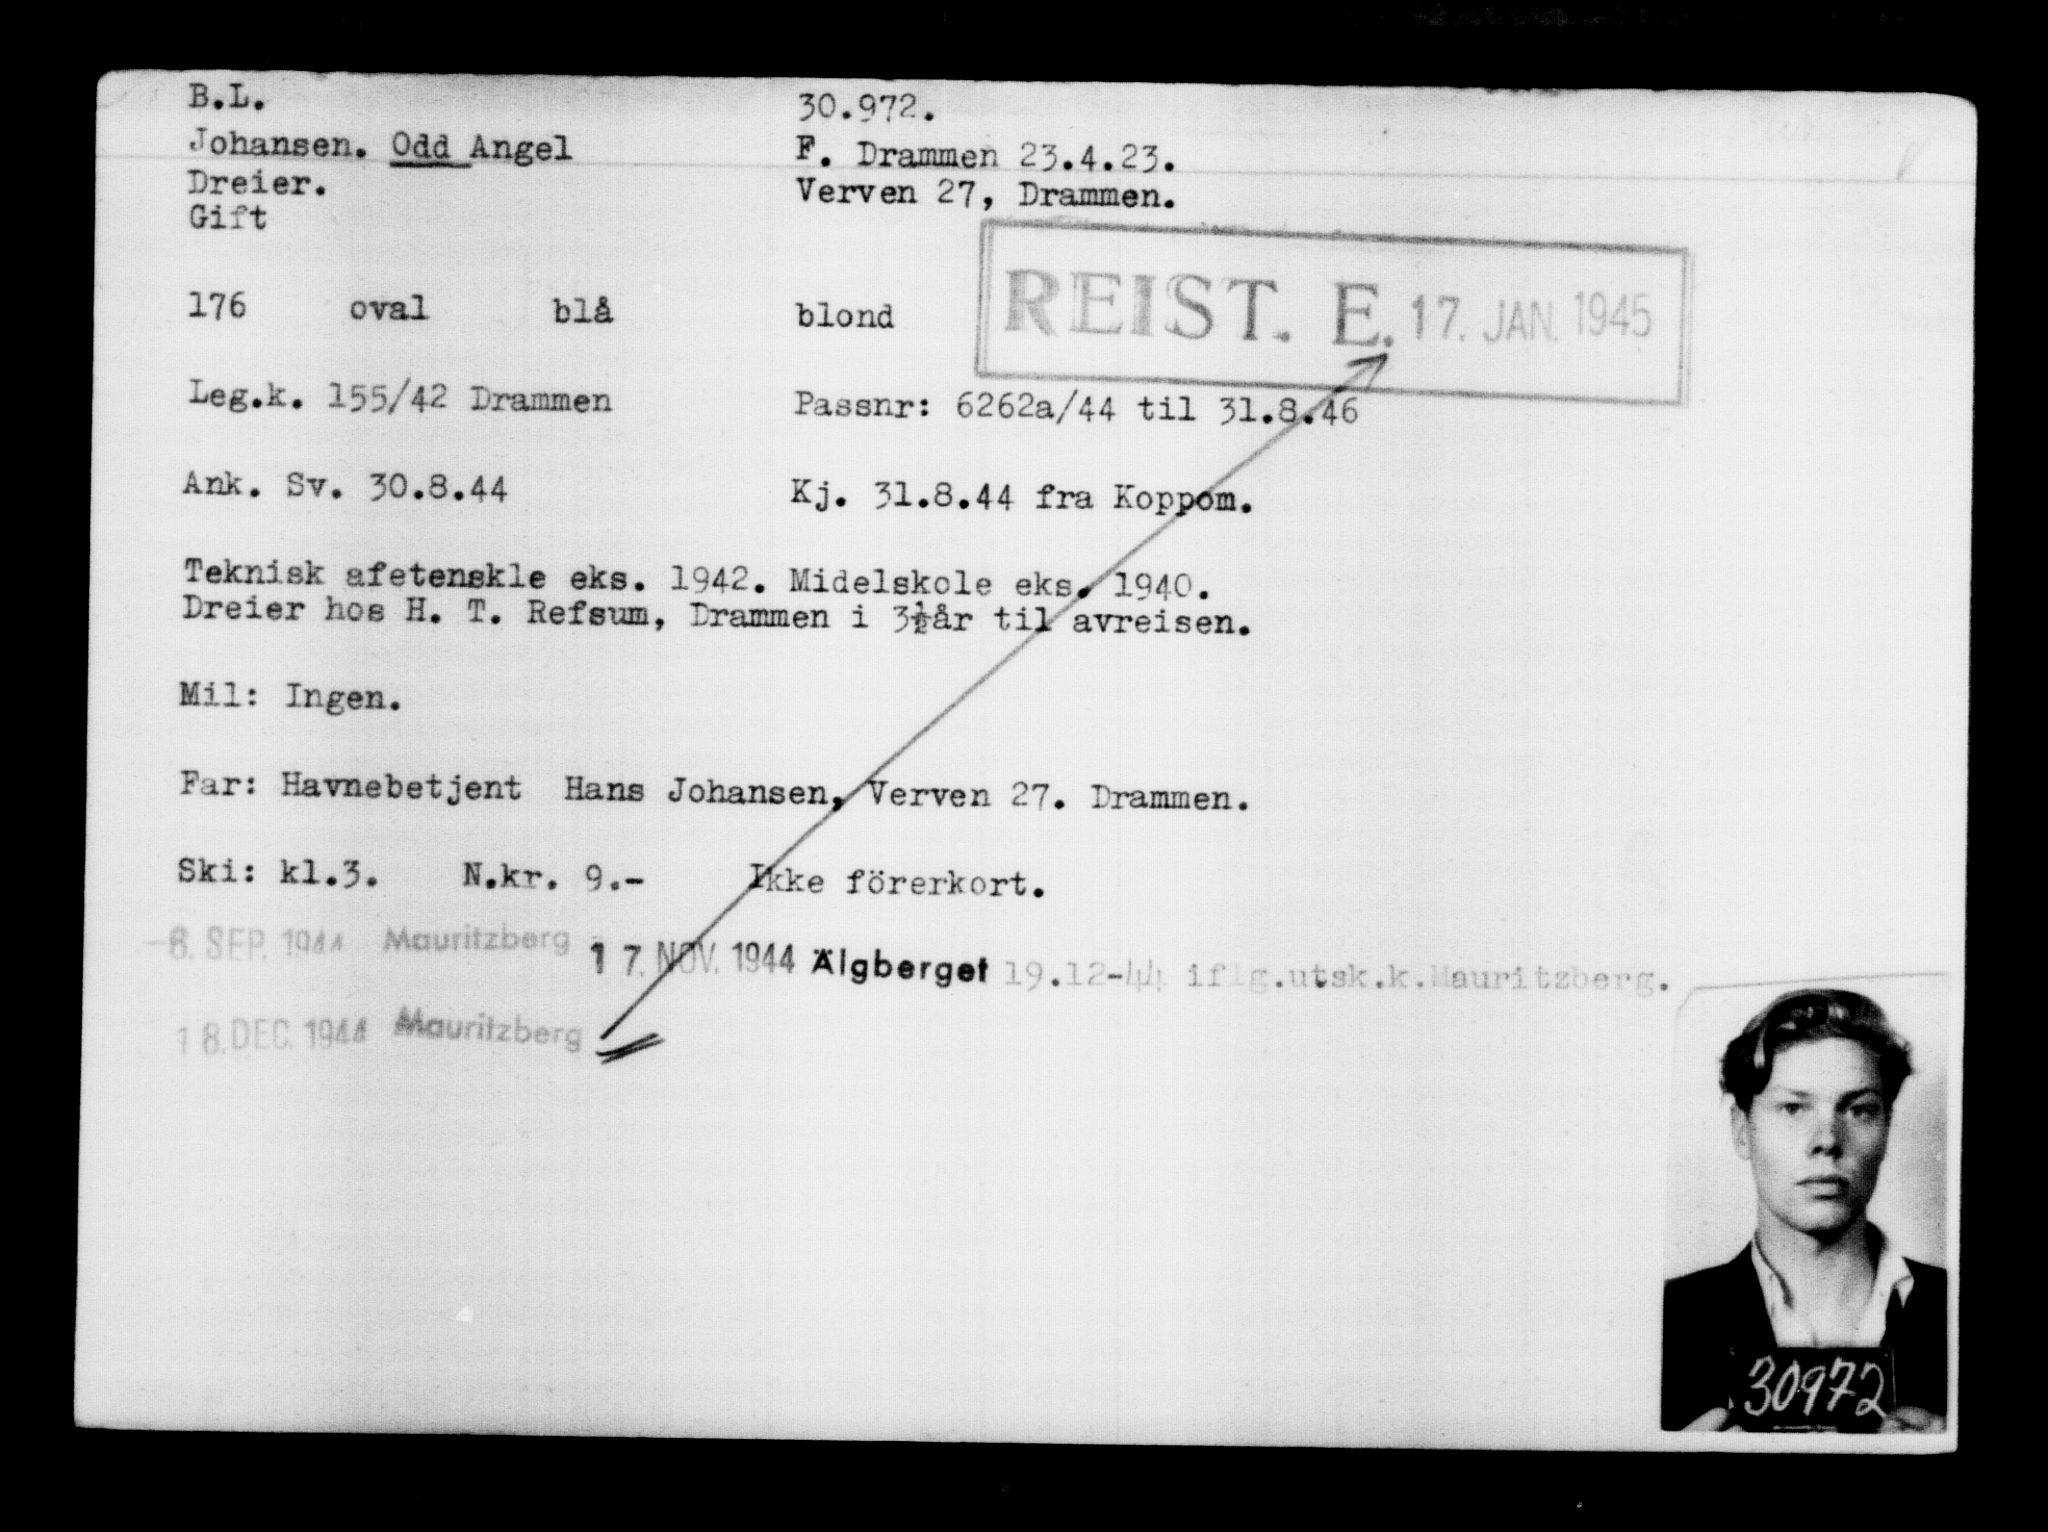 B.L. 30.972.
Johansen. Odd Angel F. Drammen 23.4.23.
Dreier. Verven 27, Drammen.
Gift
REIST. E. 17. JAN. 1945
176 oval blå blond
Leg.k. 155/42 Drammen Passnr: 6262a/44 til 31.8.46
Ank. Sv. 30.8.44 Kj. 31.8.44 fra Koppom.
Teknisk afetenskle eks. 1942. Midelskole eks. 1940.
Dreier hos H. T. Refsum, Drammen i 3½år til avreisen.
Mil: Ingen.
Far: Havnebetjent Hans Johansen, Verven 27. Drammen.
Ski: kl.3. N.kr. 9.- Ikke förerkort.
-8. SEP. 1944 Mauritzberg 17. NOV. 1944 Älgberget 19.12-44 iflg.utsk.k.Mauritzberg.
18. DEC. 1944 Mauritzberg
30972